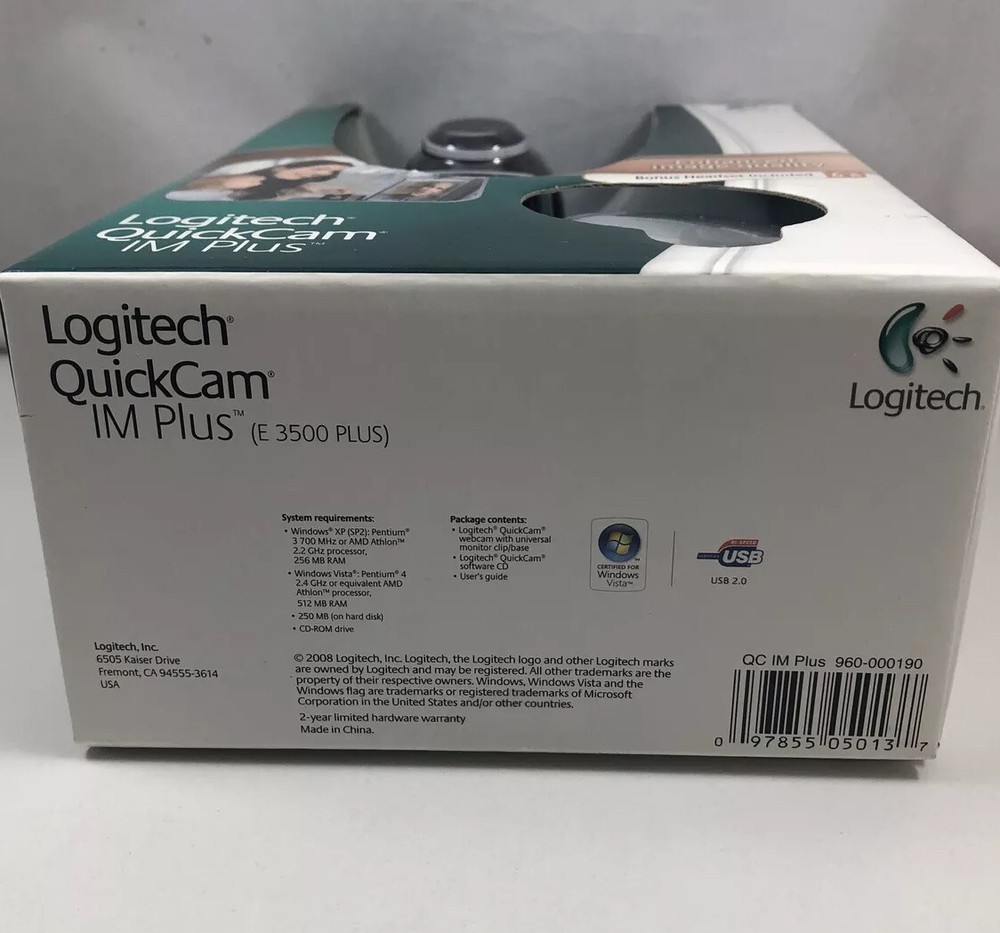 Image Quality
Bonus Headset Included
Logitech®
QuickCam®
IM Plus™
Logitech®
QuickCam®
IM Plus™ (E 3500 PLUS)
Logitech®
System requirements:
• Windows® XP (SP2): Pentium®
3 700 MHz or AMD Athlon™
2.2 GHz processor,
256 MB RAM
• Windows Vista®: Pentium® 4
2.4 GHz or equivalent AMD
Athlon™ processor,
512 MB RAM
• 250 MB (on hard disk)
• CD-ROM drive
Package contents:
• Logitech® QuickCam®
webcam with universal
monitor clip/base
• Logitech® QuickCam®
software CD
• User's guide
CERTIFIED FOR
Windows
Vista™
HI-SPEED
CERTIFIED USB
USB 2.0
Logitech, Inc.
6505 Kaiser Drive
Fremont, CA 94555-3614
USA
© 2008 Logitech, Inc. Logitech, the Logitech logo and other Logitech marks
are owned by Logitech and may be registered. All other trademarks are the
property of their respective owners. Windows, Windows Vista and the
Windows flag are trademarks or registered trademarks of Microsoft
Corporation in the United States and/or other countries.
2-year limited hardware warranty
Made in China.
QC IM Plus 960-000190
0 97855 05013 7